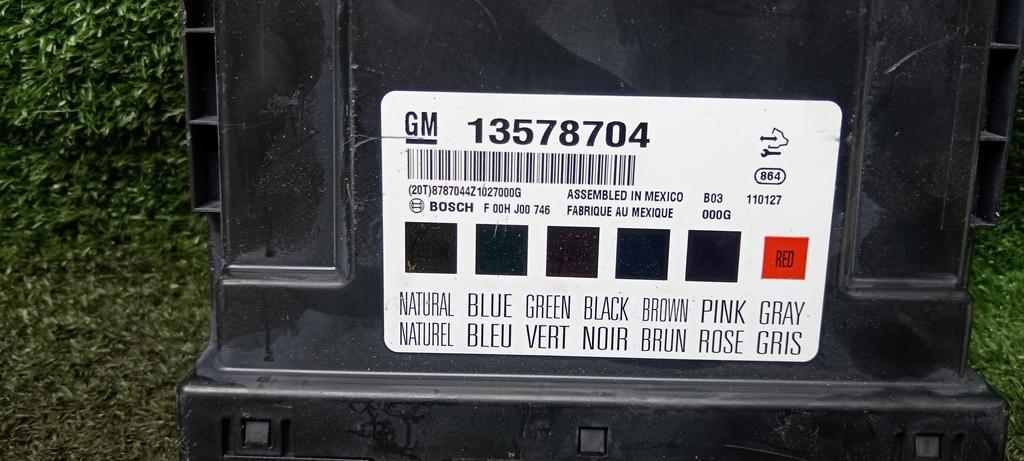 GM 13578704
864
(20T)8787044Z1027000G ASSEMBLED IN MEXICO B03 110127
BOSCH F 00H J00 746 FABRIQUE AU MEXIQUE 000G
RED
NATURAL BLUE GREEN BLACK BROWN PINK GRAY
NATUREL BLEU VERT NOIR BRUN ROSE GRIS